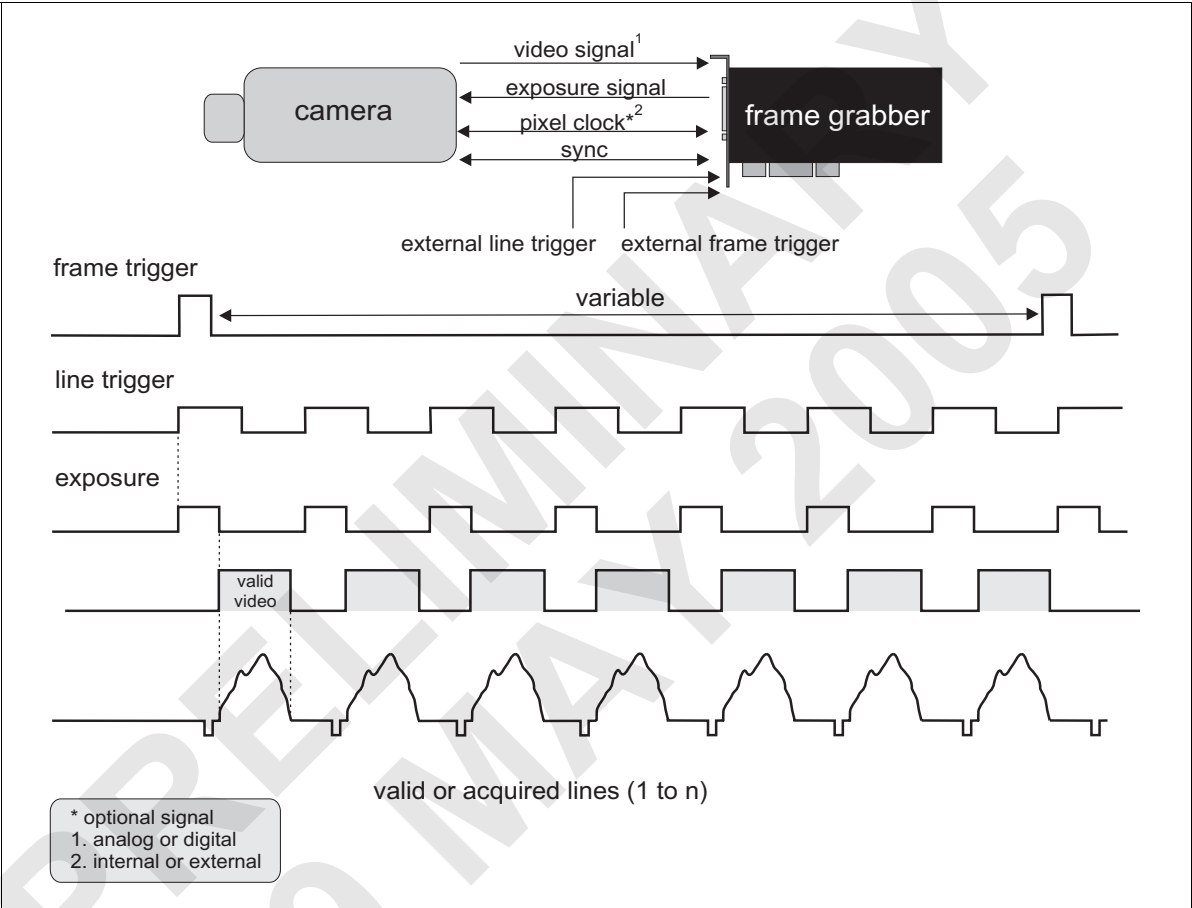 video signal¹
exposure signal
pixel clock*²
sync
camera
frame grabber
external line trigger
external frame trigger
frame trigger
variable
line trigger
exposure
valid
video
valid or acquired lines (1 to n)
* optional signal
1. analog or digital
2. internal or external
PRELIMINARY
0 MAY 2005